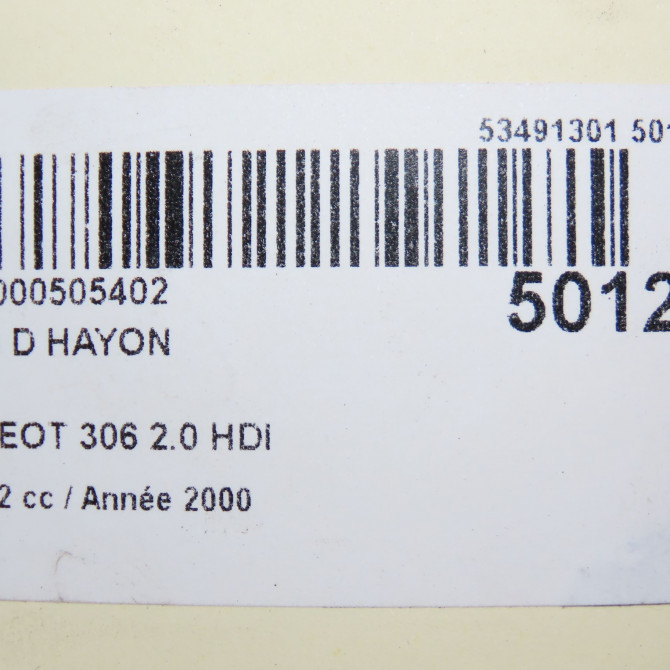 53491301 501
000505402
5012
D HAYON
EOT 306 2.0 HDi
2 cc / Année 2000